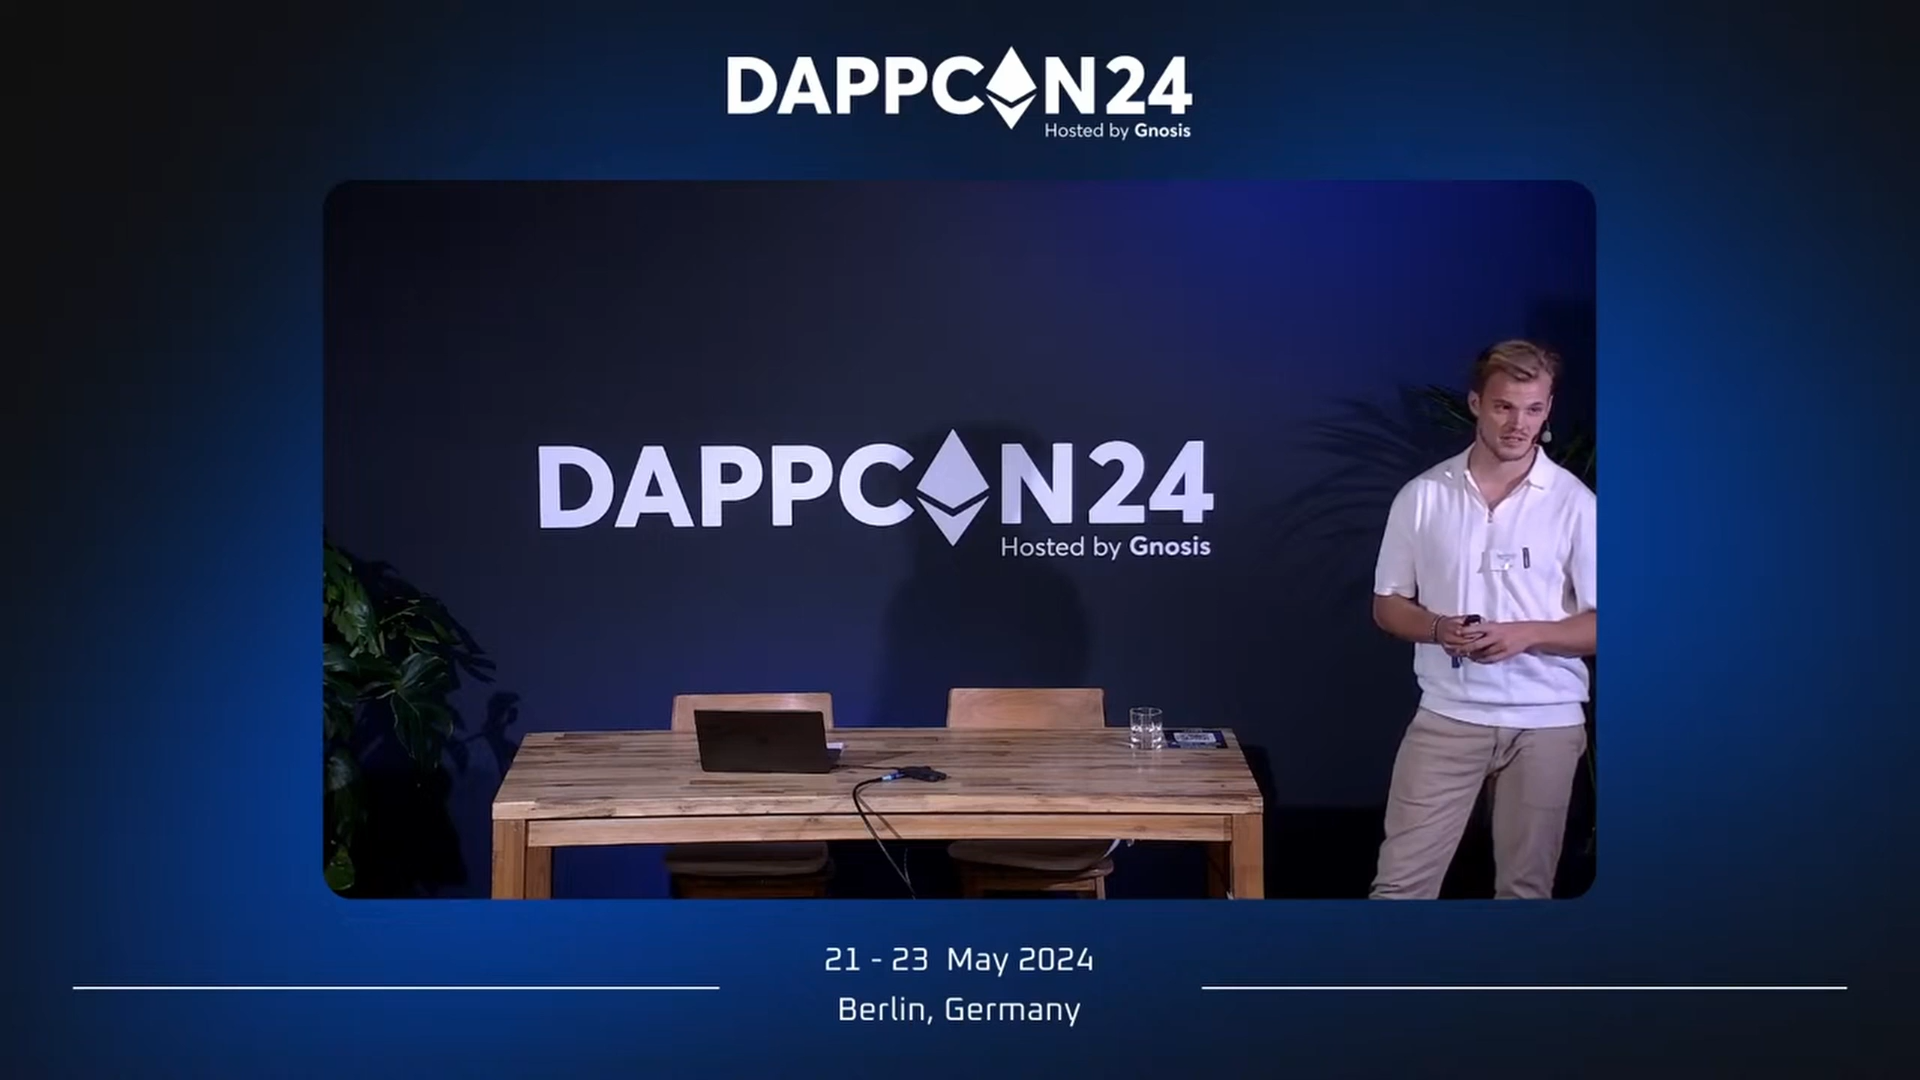 DAPPCON24
Hosted by Gnosis
DAPPCON24
Hosted by Gnosis
21 - 23 May 2024
Berlin, Germany